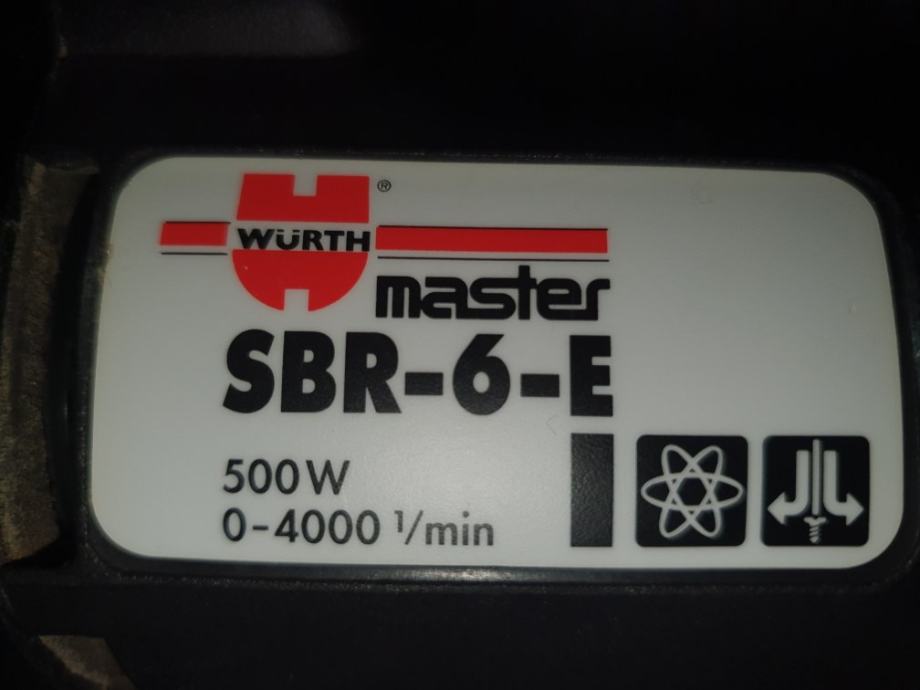 WÜRTH®
master
SBR-6-E
500 W
0-4000 1/min